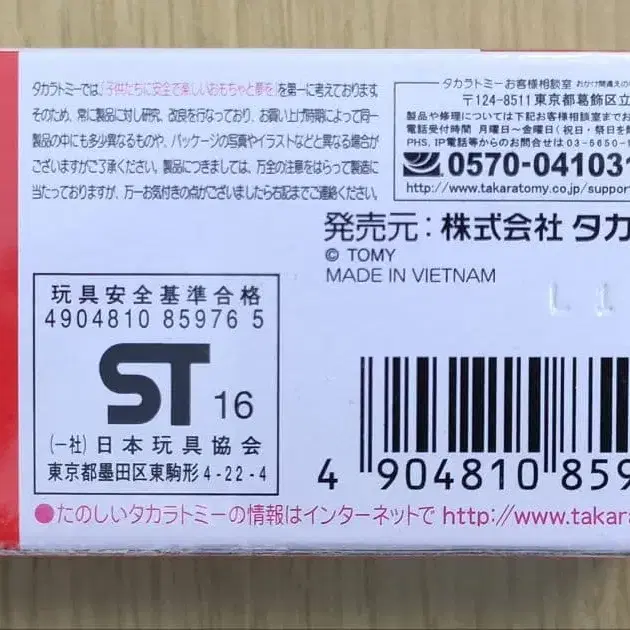 タカラトミーでは、「子供たちに安全で楽しいおもちゃと夢を」を第一に考えております。
そのため、常に製品に対し研究、改良を行なっており、お買い上げ時期によって同一
製品の中にも多少異なるものや、パッケージの写真やイラストなどと異なる場合が
ございますがご了承ください。製品につきましては、万全の注意をはらって製造に
当たっておりますが、万一お気付きの点がございましたら右記までご連絡ください。
タカラトミーお客様相談室 おかけ間違えの
〒124-8511 東京都葛飾区立
製品や修理については下記お客様相談室まで
電話受付時間 月曜日〜金曜日(祝日・祭日を
PHS, IP電話等からのお問合せは 03-5650-1
0570-041031
http://www.takaratomy.co.jp/suppor
発売元：株式会社 タカ
© TOMY
MADE IN VIETNAM
L1
玩具安全基準合格
4904810 85976 5
ST 16
(一社)日本玩具協会
東京都墨田区東駒形 4-22-4
4 904810 859
●たのしいタカラトミーの情報はインターネットで http://www.takar